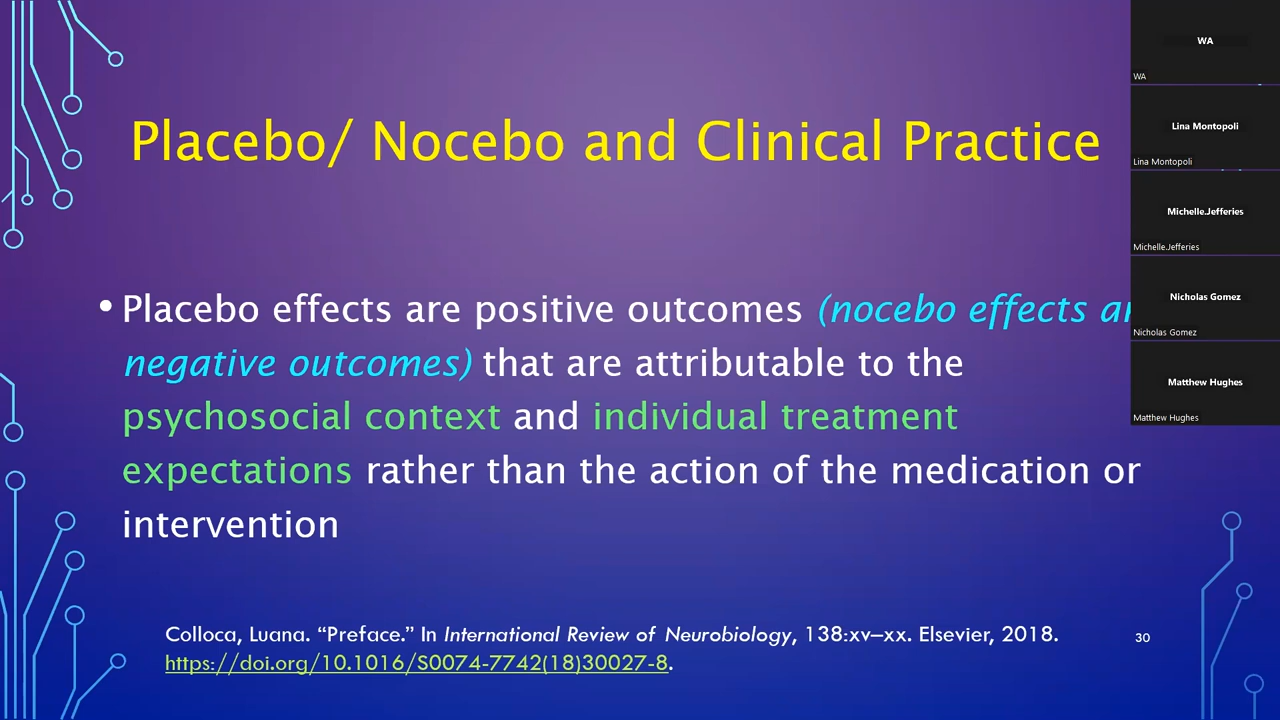 Placebo/ Nocebo and Clinical Practice
• Placebo effects are positive outcomes (nocebo effects
negative outcomes) that are attributable to the
psychosocial context and individual treatment
expectations rather than the action of the medication or
intervention
Colloca, Luana. “Preface.” In International Review of Neurobiology, 138:xv–xx. Elsevier, 2018.
https://doi.org/10.1016/S0074-7742(18)30027-8.
30
WA
WA
Lina Montopoli
Lina Montopoli
Michelle.Jefferies
Michelle.Jefferies
Nicholas Gomez
Nicholas Gomez
Matthew Hughes
Matthew Hughes